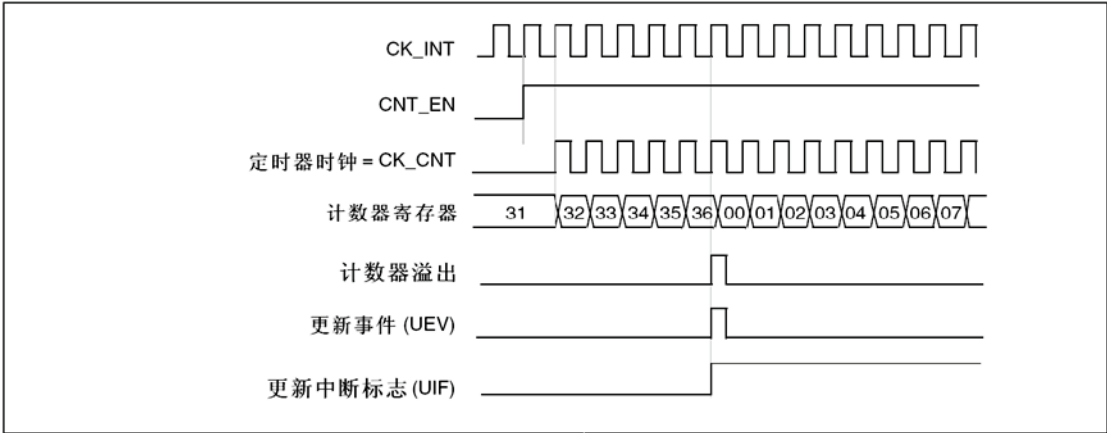 CK_INT
CNT_EN
定时器时钟 = CK_CNT
计数器寄存器 31 32 33 34 35 36 00 01 02 03 04 05 06 07
计数器溢出
更新事件 (UEV)
更新中断标志 (UIF)